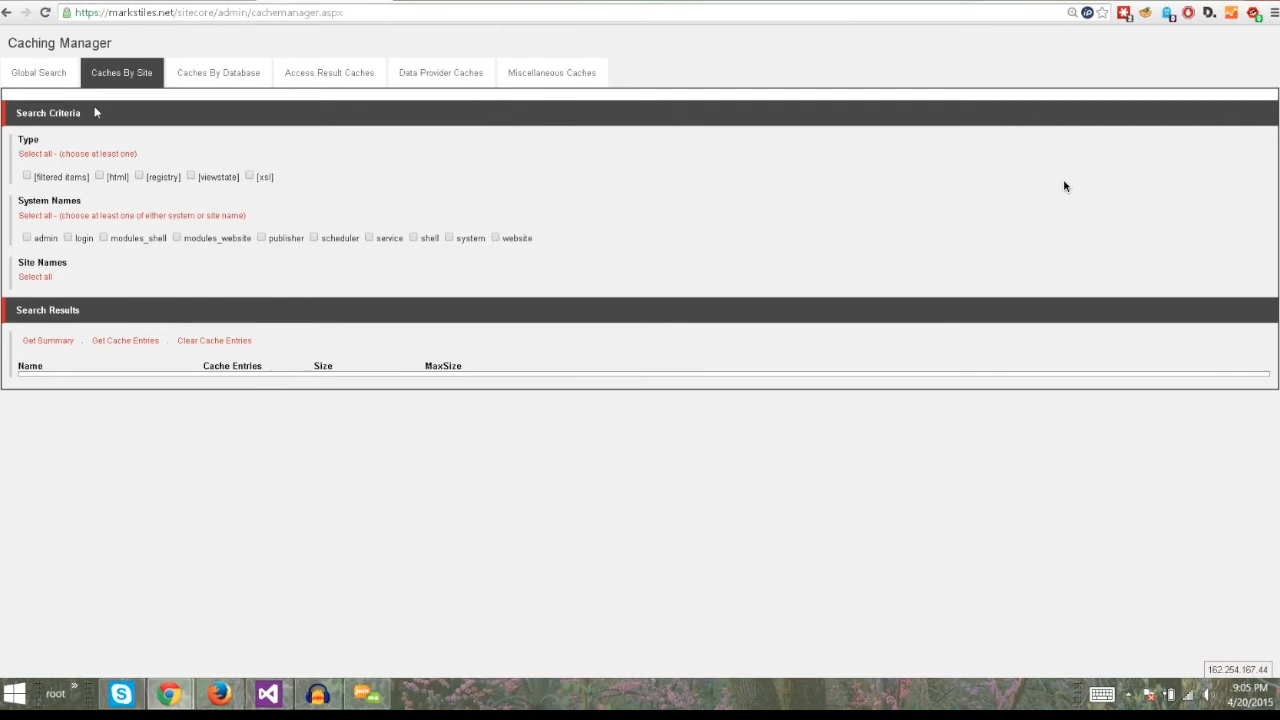 https://markstiles.net/sitecore/admin/cachemanager.aspx
Caching Manager
Global Search Caches By Site Caches By Database Access Result Caches Data Provider Caches Miscellaneous Caches
Search Criteria
Type
Select all - (choose at least one)
[filtered items] [html] [registry] [viewstate] [xsl]
System Names
Select all - (choose at least one of either system or site name)
admin login modules_shell modules_website publisher scheduler service shell system website
Site Names
Select all
Search Results
Get Summary . Get Cache Entries . Clear Cache Entries
Name Cache Entries Size MaxSize
162.254.167.44
root »
9:05 PM
4/20/2015